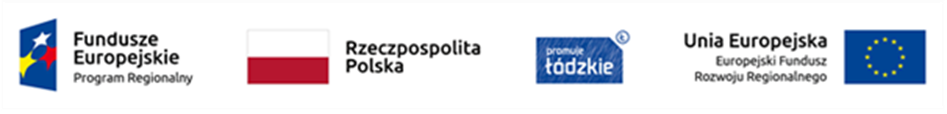 Fundusze
Europejskie
Program Regionalny
Rzeczpospolita
Polska
promuje
łódzkie
Ł
Unia Europejska
Europejski Fundusz
Rozwoju Regionalnego